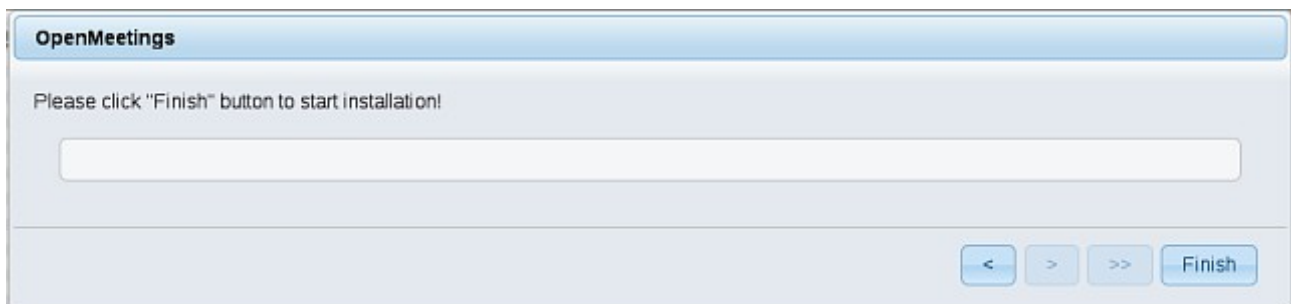 OpenMeetings
Please click "Finish" button to start installation!
< > >> Finish